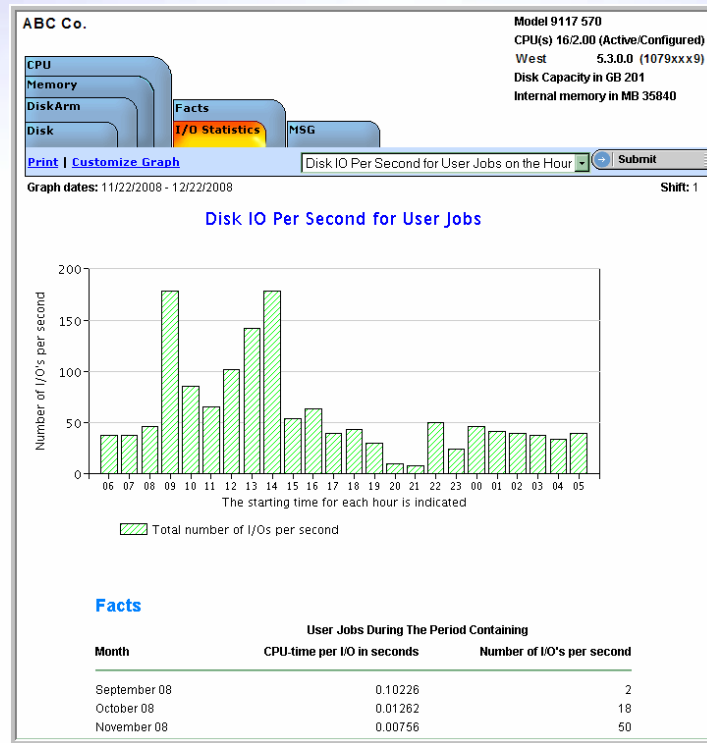 ABC Co.
Model 9117 570
CPU(s) 16/2.00 (Active/Configured)
West 5.3.0.0 (1079xxx9)
Disk Capacity in GB 201
Internal memory in MB 35840
CPU
Memory
DiskArm
Disk
Facts
I/O Statistics
MSG
Print | Customize Graph
Disk IO Per Second for User Jobs on the Hour
Submit
Graph dates: 11/22/2008 - 12/22/2008
Shift: 1
Disk IO Per Second for User Jobs
Number of I/O's per second
200
150
100
50
0
06 07 08 09 10 11 12 13 14 15 16 17 18 19 20 21 22 23 00 01 02 03 04 05
The starting time for each hour is indicated
Total number of I/Os per second
Facts
User Jobs During The Period Containing
Month CPU-time per I/O in seconds Number of I/O's per second
September 08 0.10226 2
October 08 0.01262 18
November 08 0.00756 50